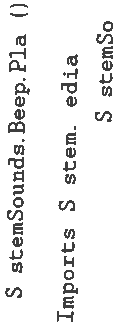 S stemSounds.Beep.Pla ()
Imports S stem. edia
S stemSo